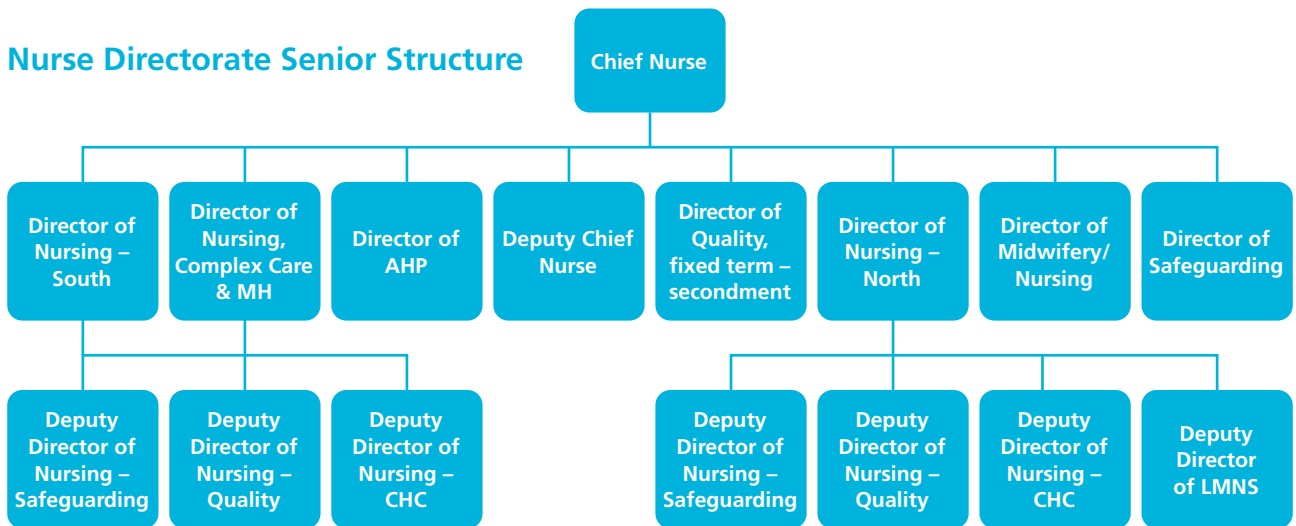 Nurse Directorate Senior Structure
Chief Nurse
Director of
Nursing –
South
Director of
Nursing,
Complex Care
& MH
Director of
AHP
Deputy Chief
Nurse
Director of
Quality,
fixed term –
secondment
Director of
Nursing –
North
Director of
Midwifery/
Nursing
Director of
Safeguarding
Deputy
Director of
Nursing –
Safeguarding
Deputy
Director of
Nursing –
Quality
Deputy
Director of
Nursing –
CHC
Deputy
Director of
Nursing –
Safeguarding
Deputy
Director of
Nursing –
Quality
Deputy
Director of
Nursing –
CHC
Deputy
Director
of LMNS